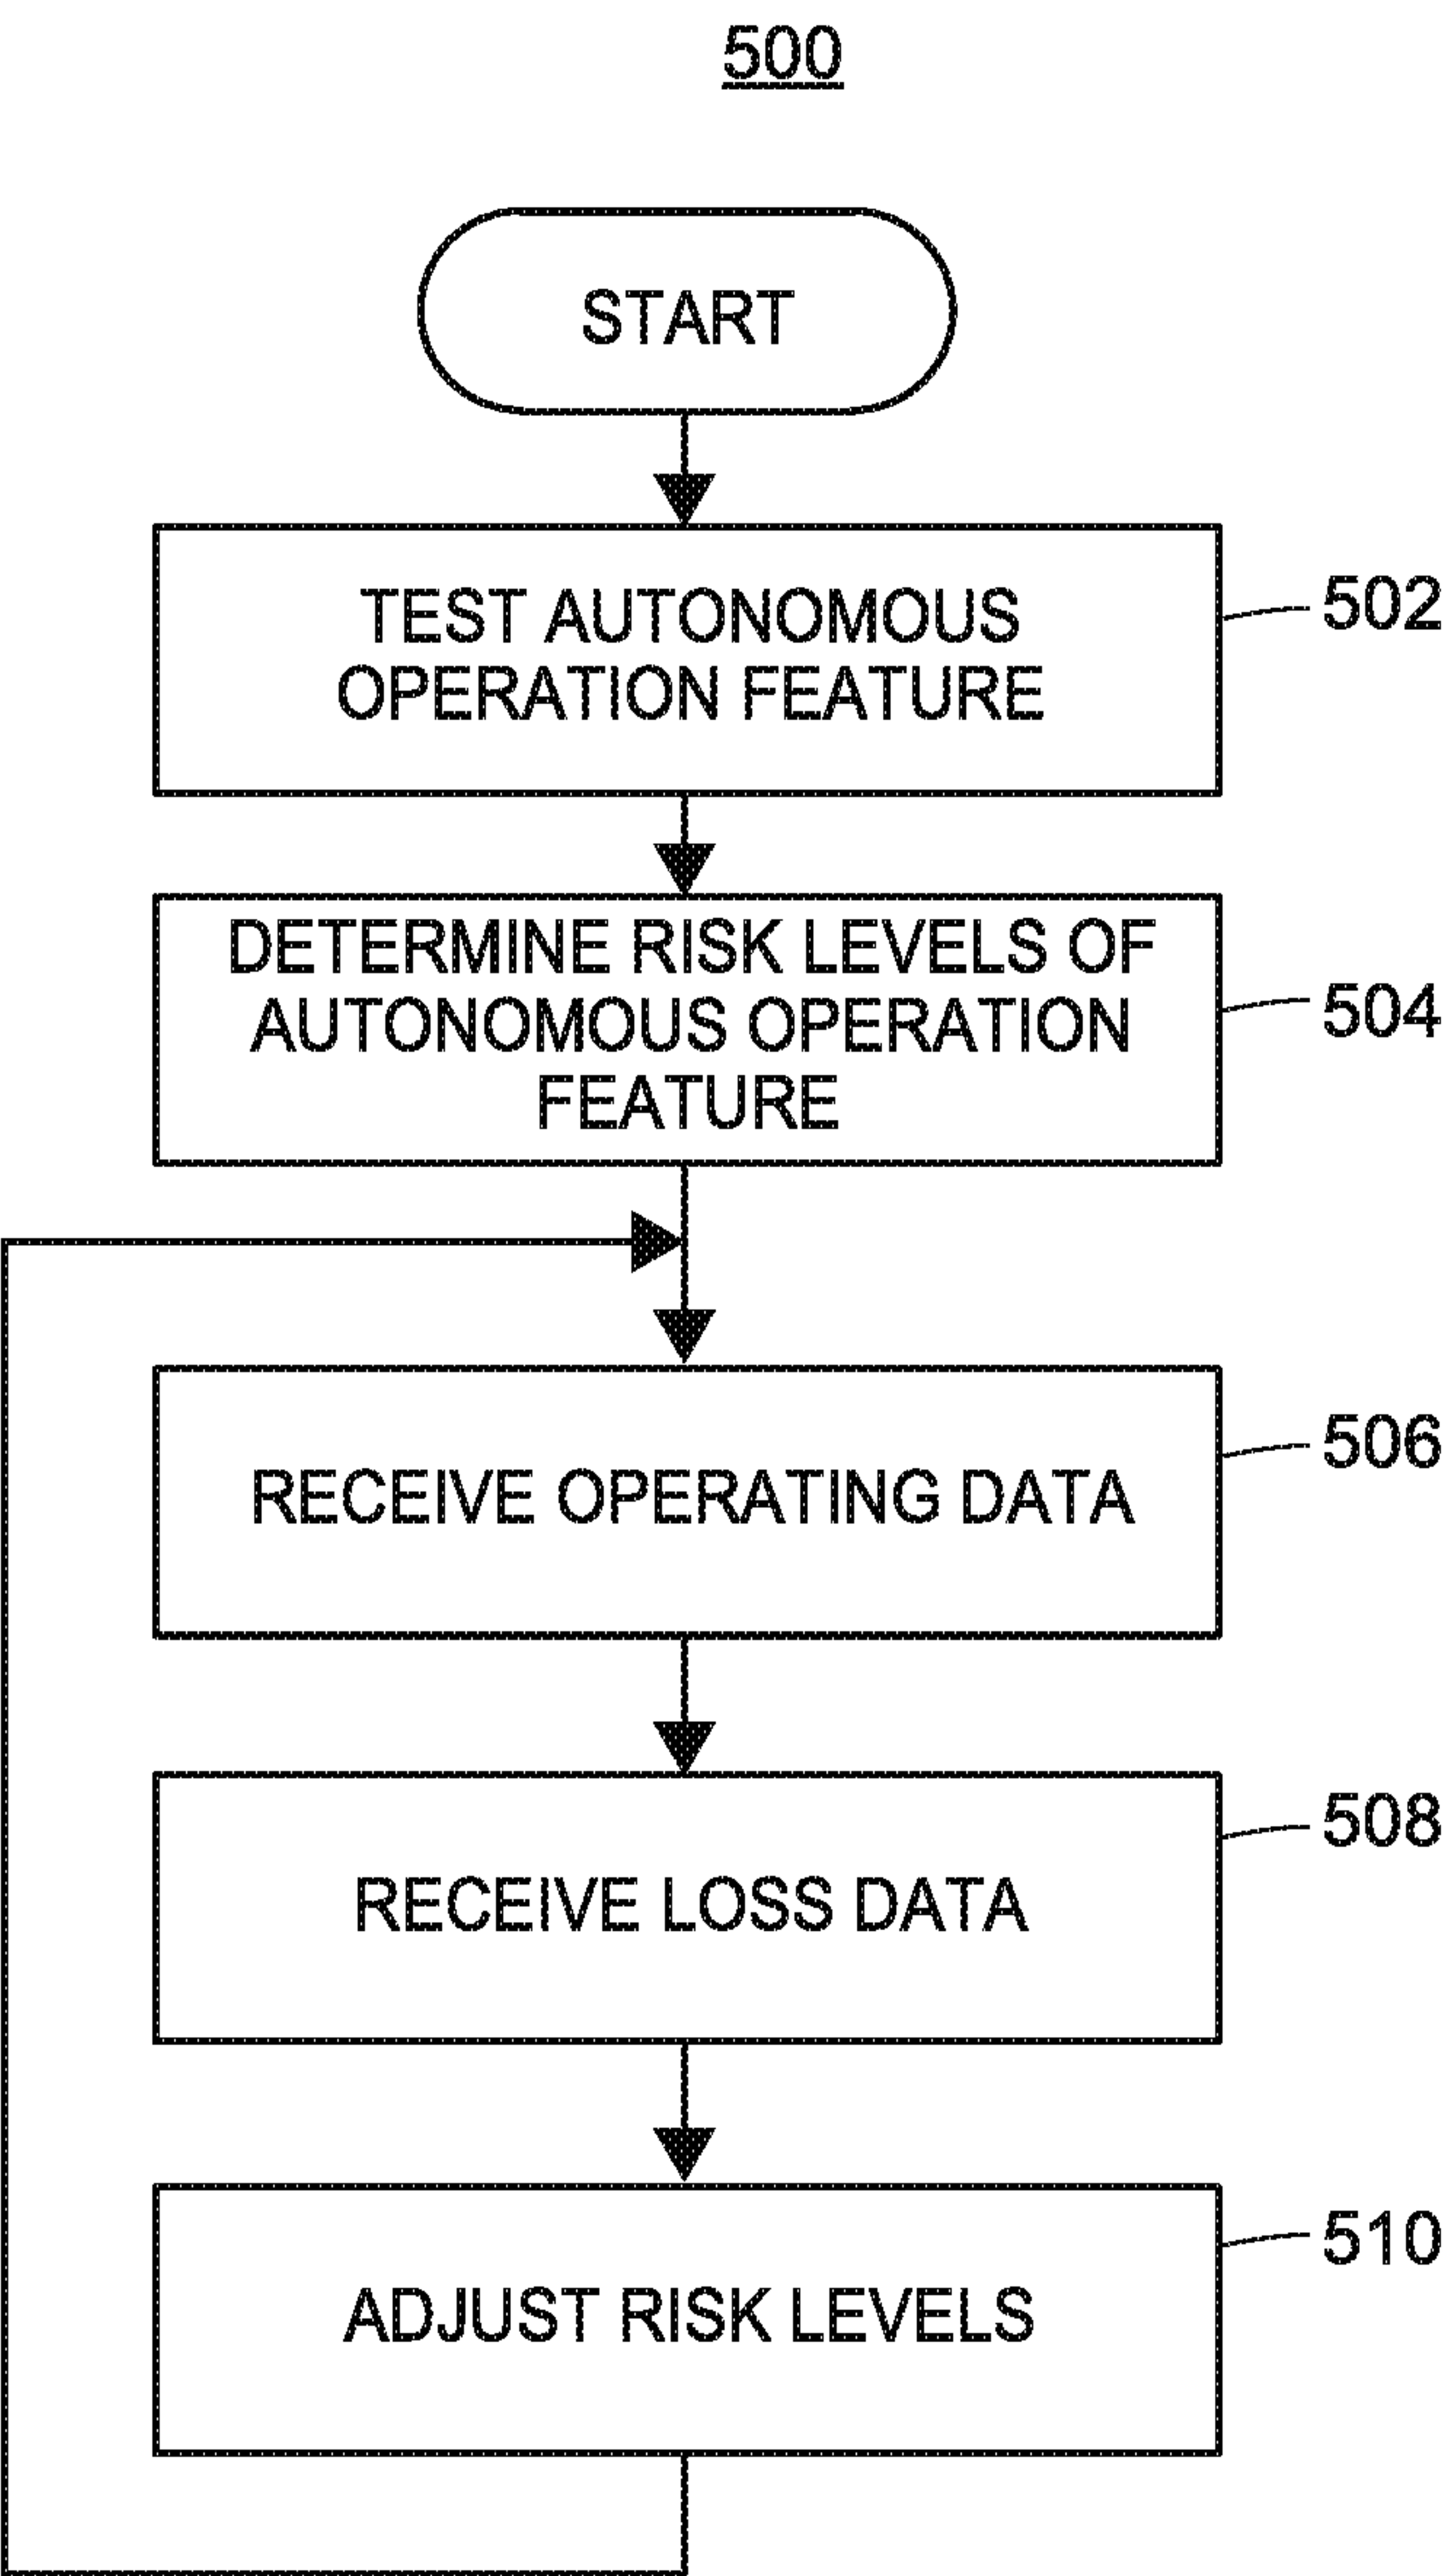 500
START
TEST AUTONOMOUS
OPERATION FEATURE
502
DETERMINE RISK LEVELS OF
AUTONOMOUS OPERATION
FEATURE
504
RECEIVE OPERATING DATA
506
RECEIVE LOSS DATA
508
ADJUST RISK LEVELS
510